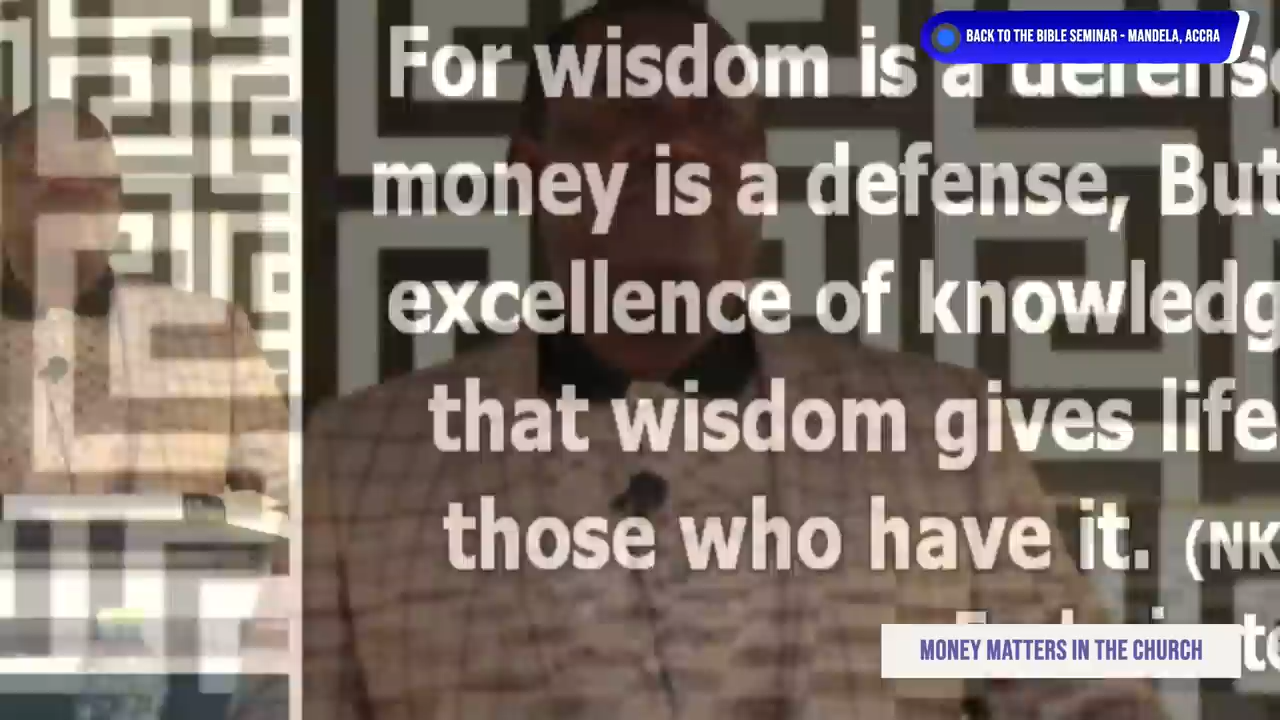 BACK TO THE BIBLE SEMINAR - MANDELA, ACCRA
For wisdom is a
money is a defense, But
excellence of
that wisdom gives life
those who have it.
MONEY MATTERS IN THE CHURCH